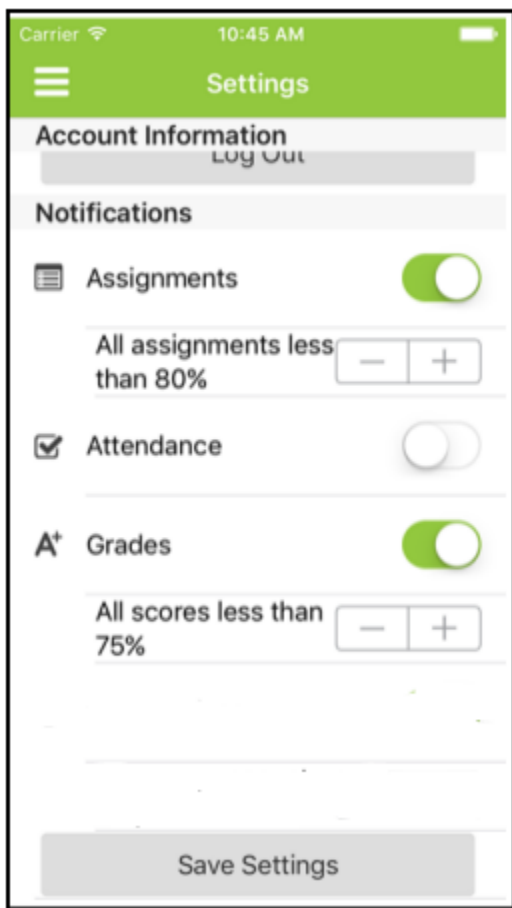 Carrier 10:45 AM
Settings
Account Information
Log Out
Notifications
Assignments
All assignments less
than 80%
− +
Attendance
A+ Grades
All scores less than
75%
− +
Save Settings